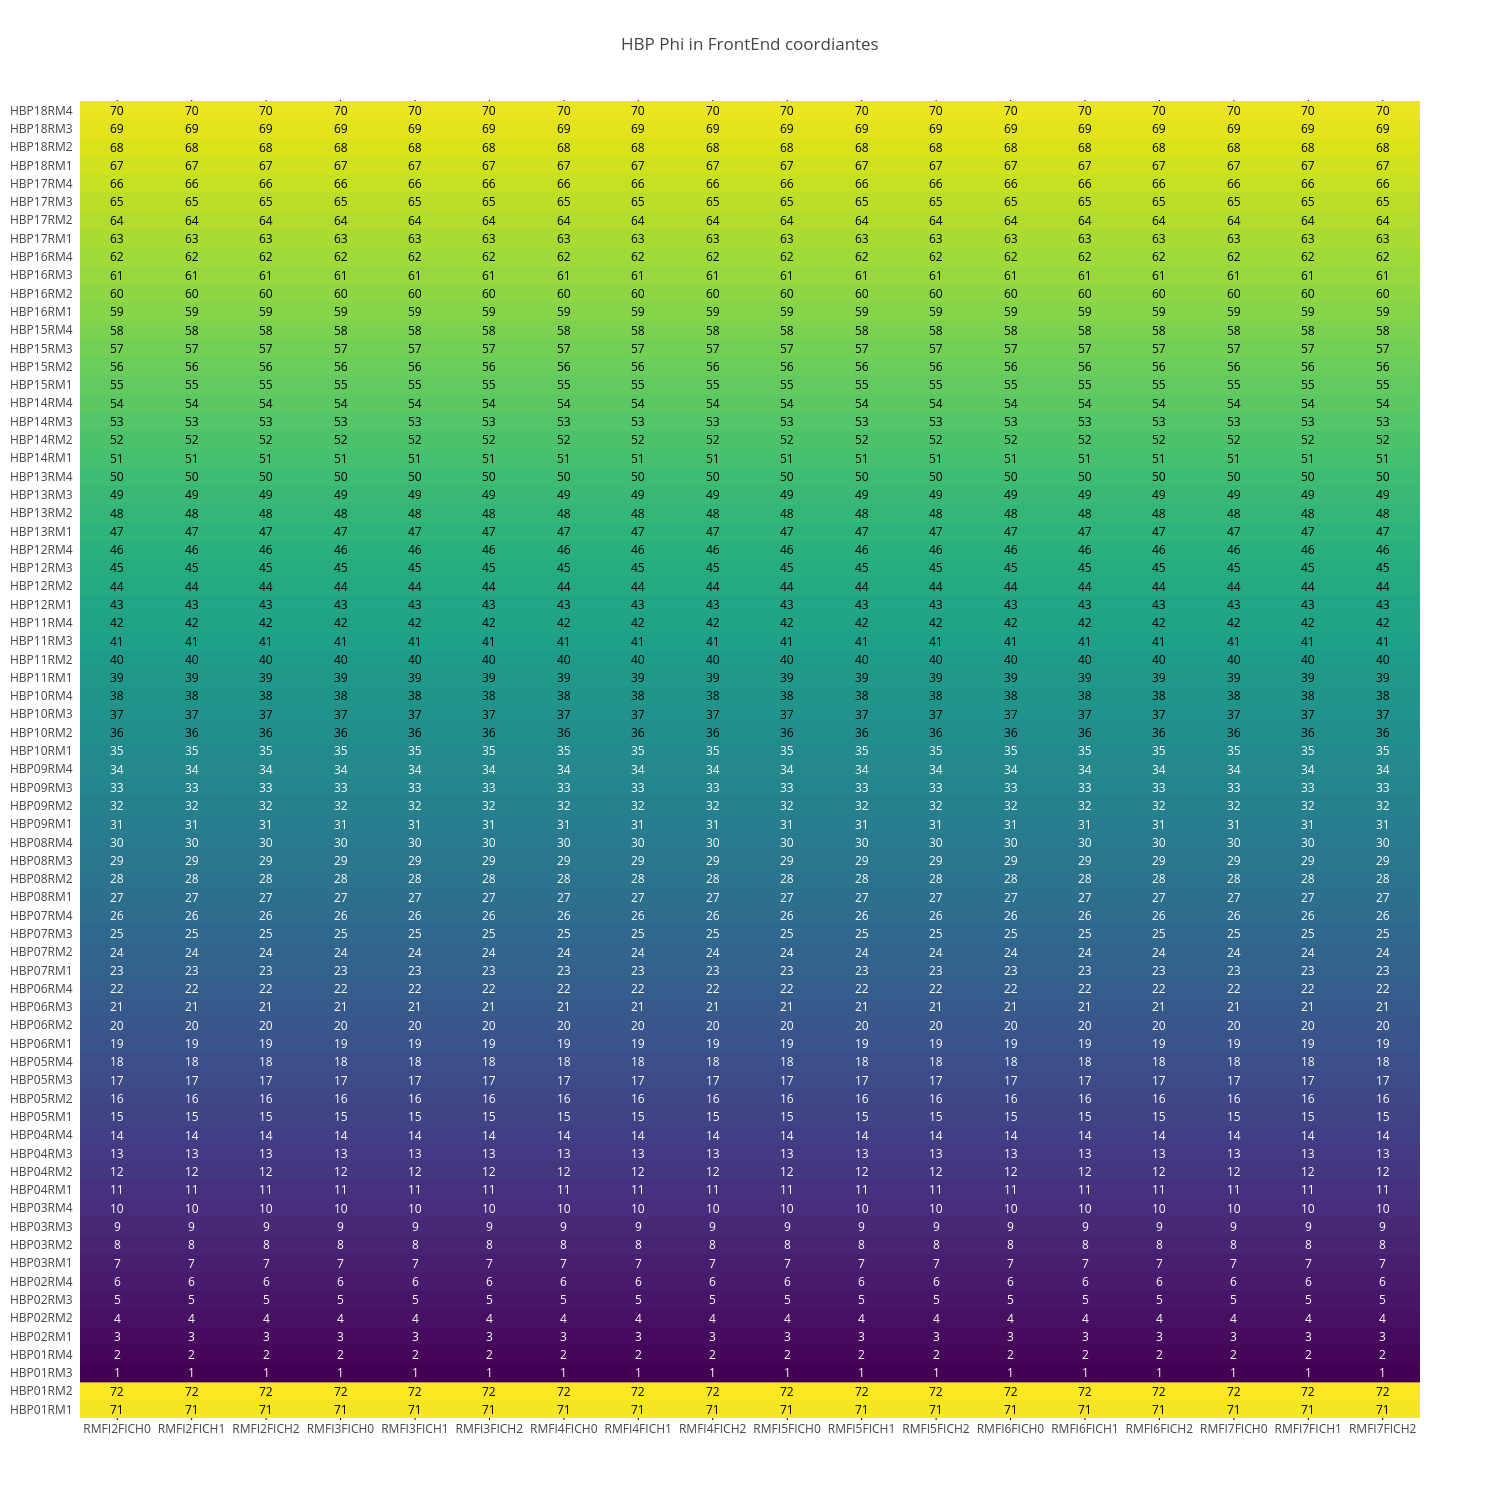 HBP Phi in FrontEnd coordiantes
HBP18RM4 70 70 70 70 70 70 70 70 70 70 70 70 70 70 70 70 70 70
HBP18RM3 69 69 69 69 69 69 69 69 69 69 69 69 69 69 69 69 69 69
HBP18RM2 68 68 68 68 68 68 68 68 68 68 68 68 68 68 68 68 68 68
HBP18RM1 67 67 67 67 67 67 67 67 67 67 67 67 67 67 67 67 67 67
HBP17RM4 66 66 66 66 66 66 66 66 66 66 66 66 66 66 66 66 66 66
HBP17RM3 65 65 65 65 65 65 65 65 65 65 65 65 65 65 65 65 65 65
HBP17RM2 64 64 64 64 64 64 64 64 64 64 64 64 64 64 64 64 64 64
HBP17RM1 63 63 63 63 63 63 63 63 63 63 63 63 63 63 63 63 63 63
HBP16RM4 62 62 62 62 62 62 62 62 62 62 62 62 62 62 62 62 62 62
HBP16RM3 61 61 61 61 61 61 61 61 61 61 61 61 61 61 61 61 61 61
HBP16RM2 60 60 60 60 60 60 60 60 60 60 60 60 60 60 60 60 60 60
HBP16RM1 59 59 59 59 59 59 59 59 59 59 59 59 59 59 59 59 59 59
HBP15RM4 58 58 58 58 58 58 58 58 58 58 58 58 58 58 58 58 58 58
HBP15RM3 57 57 57 57 57 57 57 57 57 57 57 57 57 57 57 57 57 57
HBP15RM2 56 56 56 56 56 56 56 56 56 56 56 56 56 56 56 56 56 56
HBP15RM1 55 55 55 55 55 55 55 55 55 55 55 55 55 55 55 55 55 55
HBP14RM4 54 54 54 54 54 54 54 54 54 54 54 54 54 54 54 54 54 54
HBP14RM3 53 53 53 53 53 53 53 53 53 53 53 53 53 53 53 53 53 53
HBP14RM2 52 52 52 52 52 52 52 52 52 52 52 52 52 52 52 52 52 52
HBP14RM1 51 51 51 51 51 51 51 51 51 51 51 51 51 51 51 51 51 51
HBP13RM4 50 50 50 50 50 50 50 50 50 50 50 50 50 50 50 50 50 50
HBP13RM3 49 49 49 49 49 49 49 49 49 49 49 49 49 49 49 49 49 49
HBP13RM2 48 48 48 48 48 48 48 48 48 48 48 48 48 48 48 48 48 48
HBP13RM1 47 47 47 47 47 47 47 47 47 47 47 47 47 47 47 47 47 47
HBP12RM4 46 46 46 46 46 46 46 46 46 46 46 46 46 46 46 46 46 46
HBP12RM3 45 45 45 45 45 45 45 45 45 45 45 45 45 45 45 45 45 45
HBP12RM2 44 44 44 44 44 44 44 44 44 44 44 44 44 44 44 44 44 44
HBP12RM1 43 43 43 43 43 43 43 43 43 43 43 43 43 43 43 43 43 43
HBP11RM4 42 42 42 42 42 42 42 42 42 42 42 42 42 42 42 42 42 42
HBP11RM3 41 41 41 41 41 41 41 41 41 41 41 41 41 41 41 41 41 41
HBP11RM2 40 40 40 40 40 40 40 40 40 40 40 40 40 40 40 40 40 40
HBP11RM1 39 39 39 39 39 39 39 39 39 39 39 39 39 39 39 39 39 39
HBP10RM4 38 38 38 38 38 38 38 38 38 38 38 38 38 38 38 38 38 38
HBP10RM3 37 37 37 37 37 37 37 37 37 37 37 37 37 37 37 37 37 37
HBP10RM2 36 36 36 36 36 36 36 36 36 36 36 36 36 36 36 36 36 36
HBP10RM1 35 35 35 35 35 35 35 35 35 35 35 35 35 35 35 35 35 35
HBP09RM4 34 34 34 34 34 34 34 34 34 34 34 34 34 34 34 34 34 34
HBP09RM3 33 33 33 33 33 33 33 33 33 33 33 33 33 33 33 33 33 33
HBP09RM2 32 32 32 32 32 32 32 32 32 32 32 32 32 32 32 32 32 32
HBP09RM1 31 31 31 31 31 31 31 31 31 31 31 31 31 31 31 31 31 31
HBP08RM4 30 30 30 30 30 30 30 30 30 30 30 30 30 30 30 30 30 30
HBP08RM3 29 29 29 29 29 29 29 29 29 29 29 29 29 29 29 29 29 29
HBP08RM2 28 28 28 28 28 28 28 28 28 28 28 28 28 28 28 28 28 28
HBP08RM1 27 27 27 27 27 27 27 27 27 27 27 27 27 27 27 27 27 27
HBP07RM4 26 26 26 26 26 26 26 26 26 26 26 26 26 26 26 26 26 26
HBP07RM3 25 25 25 25 25 25 25 25 25 25 25 25 25 25 25 25 25 25
HBP07RM2 24 24 24 24 24 24 24 24 24 24 24 24 24 24 24 24 24 24
HBP07RM1 23 23 23 23 23 23 23 23 23 23 23 23 23 23 23 23 23 23
HBP06RM4 22 22 22 22 22 22 22 22 22 22 22 22 22 22 22 22 22 22
HBP06RM3 21 21 21 21 21 21 21 21 21 21 21 21 21 21 21 21 21 21
HBP06RM2 20 20 20 20 20 20 20 20 20 20 20 20 20 20 20 20 20 20
HBP06RM1 19 19 19 19 19 19 19 19 19 19 19 19 19 19 19 19 19 19
HBP05RM4 18 18 18 18 18 18 18 18 18 18 18 18 18 18 18 18 18 18
HBP05RM3 17 17 17 17 17 17 17 17 17 17 17 17 17 17 17 17 17 17
HBP05RM2 16 16 16 16 16 16 16 16 16 16 16 16 16 16 16 16 16 16
HBP05RM1 15 15 15 15 15 15 15 15 15 15 15 15 15 15 15 15 15 15
HBP04RM4 14 14 14 14 14 14 14 14 14 14 14 14 14 14 14 14 14 14
HBP04RM3 13 13 13 13 13 13 13 13 13 13 13 13 13 13 13 13 13 13
HBP04RM2 12 12 12 12 12 12 12 12 12 12 12 12 12 12 12 12 12 12
HBP04RM1 11 11 11 11 11 11 11 11 11 11 11 11 11 11 11 11 11 11
HBP03RM4 10 10 10 10 10 10 10 10 10 10 10 10 10 10 10 10 10 10
HBP03RM3 9 9 9 9 9 9 9 9 9 9 9 9 9 9 9 9 9 9
HBP03RM2 8 8 8 8 8 8 8 8 8 8 8 8 8 8 8 8 8 8
HBP03RM1 7 7 7 7 7 7 7 7 7 7 7 7 7 7 7 7 7 7
HBP02RM4 6 6 6 6 6 6 6 6 6 6 6 6 6 6 6 6 6 6
HBP02RM3 5 5 5 5 5 5 5 5 5 5 5 5 5 5 5 5 5 5
HBP02RM2 4 4 4 4 4 4 4 4 4 4 4 4 4 4 4 4 4 4
HBP02RM1 3 3 3 3 3 3 3 3 3 3 3 3 3 3 3 3 3 3
HBP01RM4 2 2 2 2 2 2 2 2 2 2 2 2 2 2 2 2 2 2
HBP01RM3 1 1 1 1 1 1 1 1 1 1 1 1 1 1 1 1 1 1
HBP01RM2 72 72 72 72 72 72 72 72 72 72 72 72 72 72 72 72 72 72
HBP01RM1 71 71 71 71 71 71 71 71 71 71 71 71 71 71 71 71 71 71
RMFI2FICH0 RMFI2FICH1 RMFI2FICH2 RMFI3FICH0 RMFI3FICH1 RMFI3FICH2 RMFI4FICH0 RMFI4FICH1 RMFI4FICH2 RMFI5FICH0 RMFI5FICH1 RMFI5FICH2 RMFI6FICH0 RMFI6FICH1 RMFI6FICH2 RMFI7FICH0 RMFI7FICH1 RMFI7FICH2